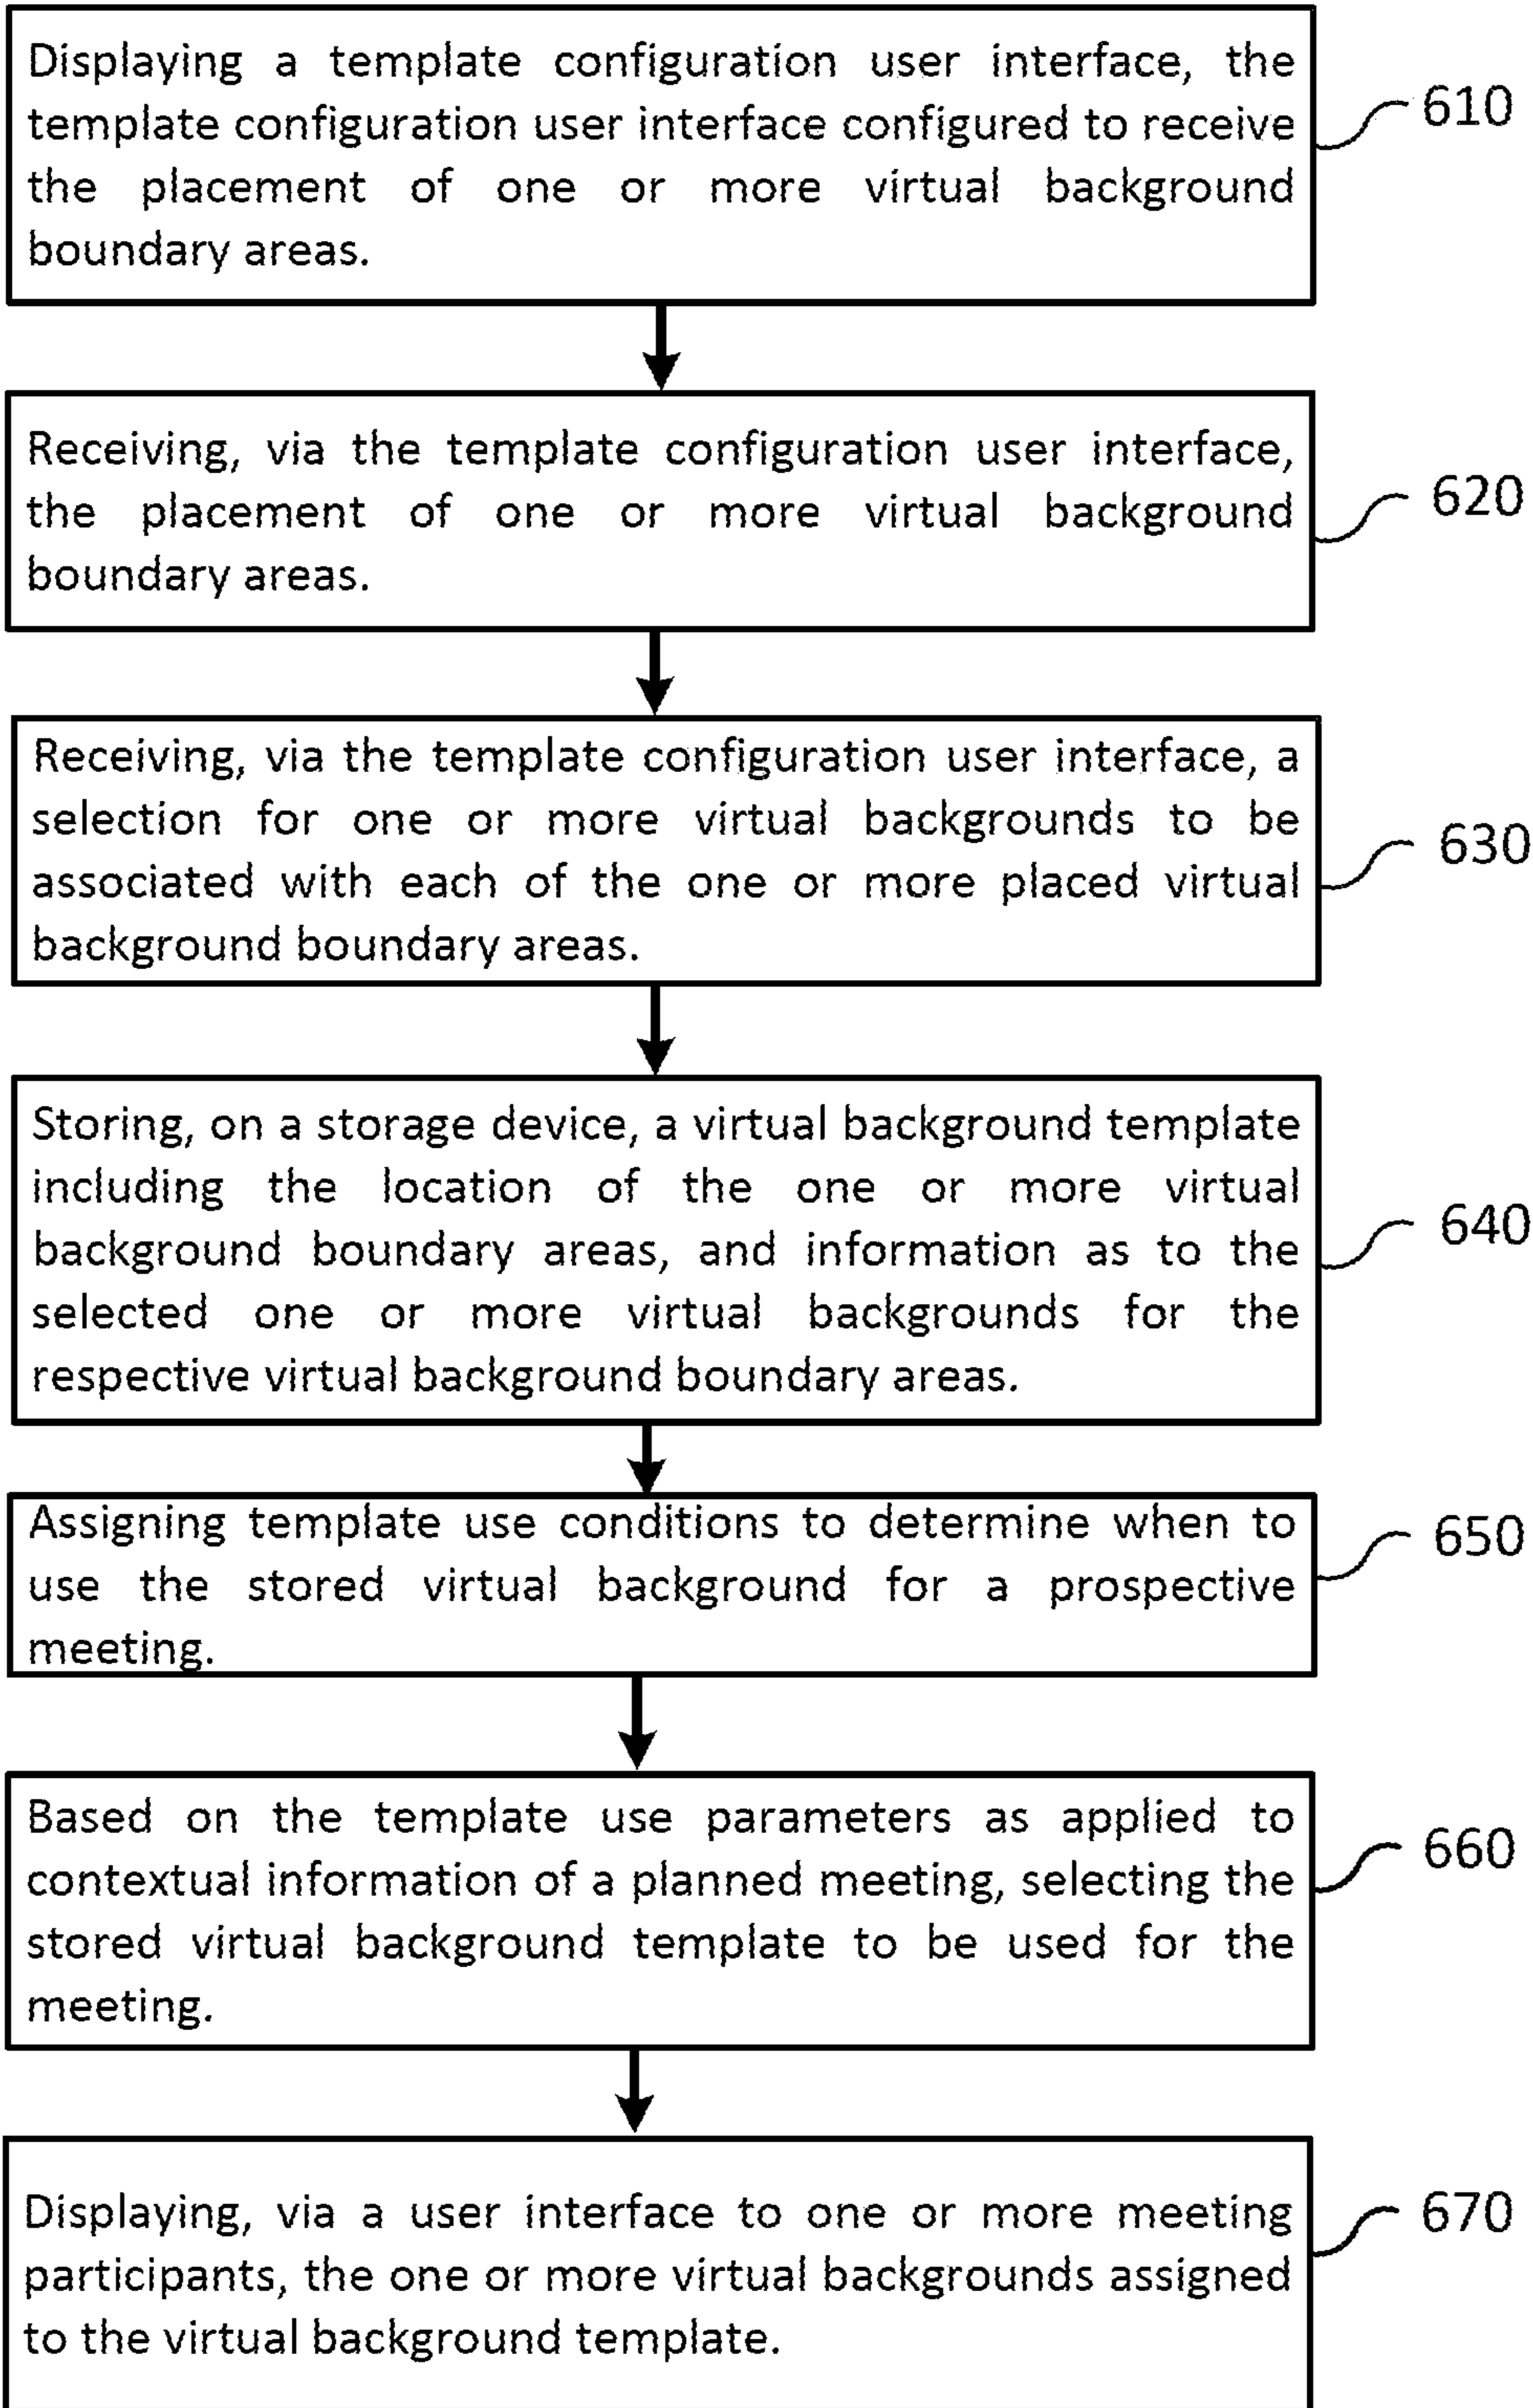 Displaying a template configuration user interface, the
template configuration user interface configured to receive
the placement of one or more virtual background
boundary areas.
610
Receiving, via the template configuration user interface,
the placement of one or more virtual background
boundary areas.
620
Receiving, via the template configuration user interface, a
selection for one or more virtual backgrounds to be
associated with each of the one or more placed virtual
background boundary areas.
630
Storing, on a storage device, a virtual background template
including the location of the one or more virtual
background boundary areas, and information as to the
selected one or more virtual backgrounds for the
respective virtual background boundary areas.
640
Assigning template use conditions to determine when to
use the stored virtual background for a prospective
meeting.
650
Based on the template use parameters as applied to
contextual information of a planned meeting, selecting the
stored virtual background template to be used for the
meeting.
660
Displaying, via a user interface to one or more meeting
participants, the one or more virtual backgrounds assigned
to the virtual background template.
670